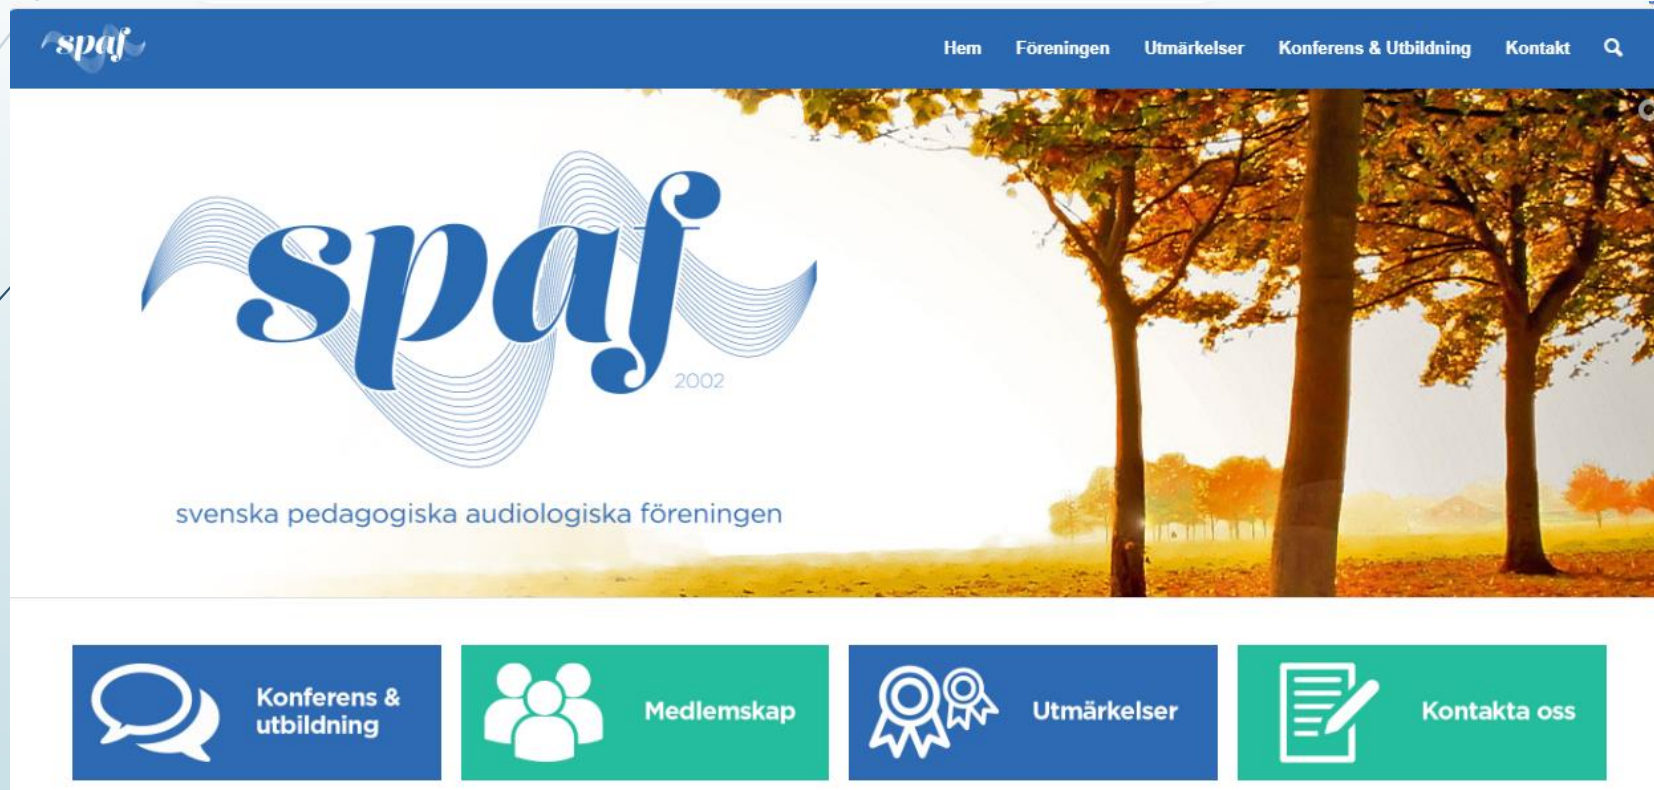 spaf
Hem Föreningen Utmärkelser Konferens & Utbildning Kontakt
spaf
2002
svenska pedagogiska audiologiska föreningen
Konferens &
utbildning
Medlemskap
Utmärkelser
Kontakta oss